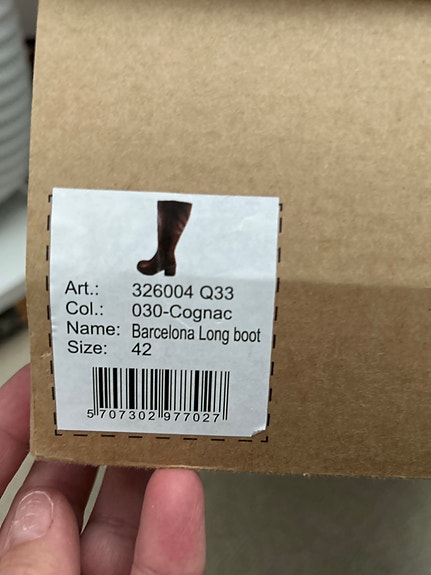 Art.: 326004 Q33
Col.: 030-Cognac
Name: Barcelona Long boot
Size: 42
5 707302 977027